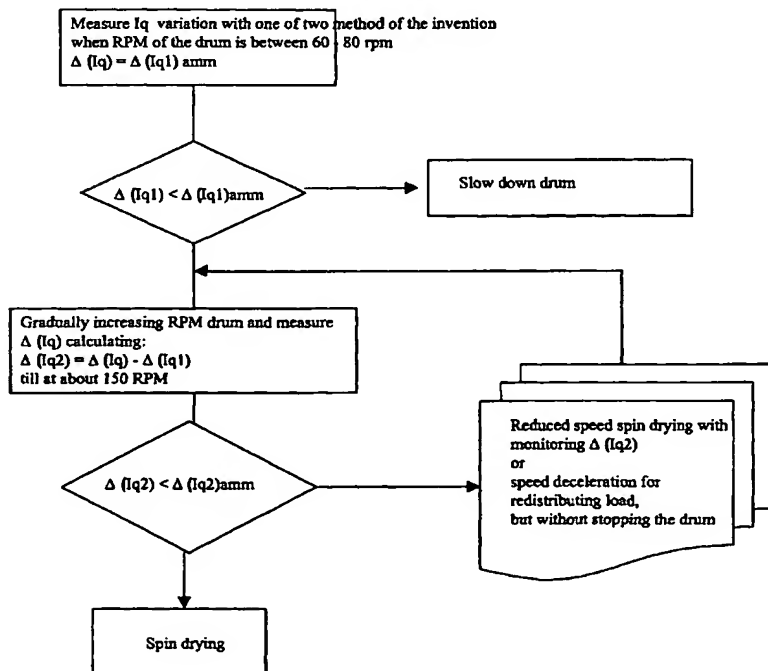 Measure Iq variation with one of two method of the invention
when RPM of the drum is between 60 80 rpm
Δ (Iq) = Δ (Iq1) amm
Δ (Iq1) < Δ (Iq1)amm
Slow down drum
Gradually increasing RPM drum and measure
Δ (Iq) calculating:
Δ (Iq2) = Δ (Iq) - Δ (Iq1)
till at about 150 RPM
Reduced speed spin drying with
monitoring Δ (Iq2)
or
speed deceleration for
redistributing load,
but without stopping the drum
Δ (Iq2) < Δ (Iq2)amm
Spin drying